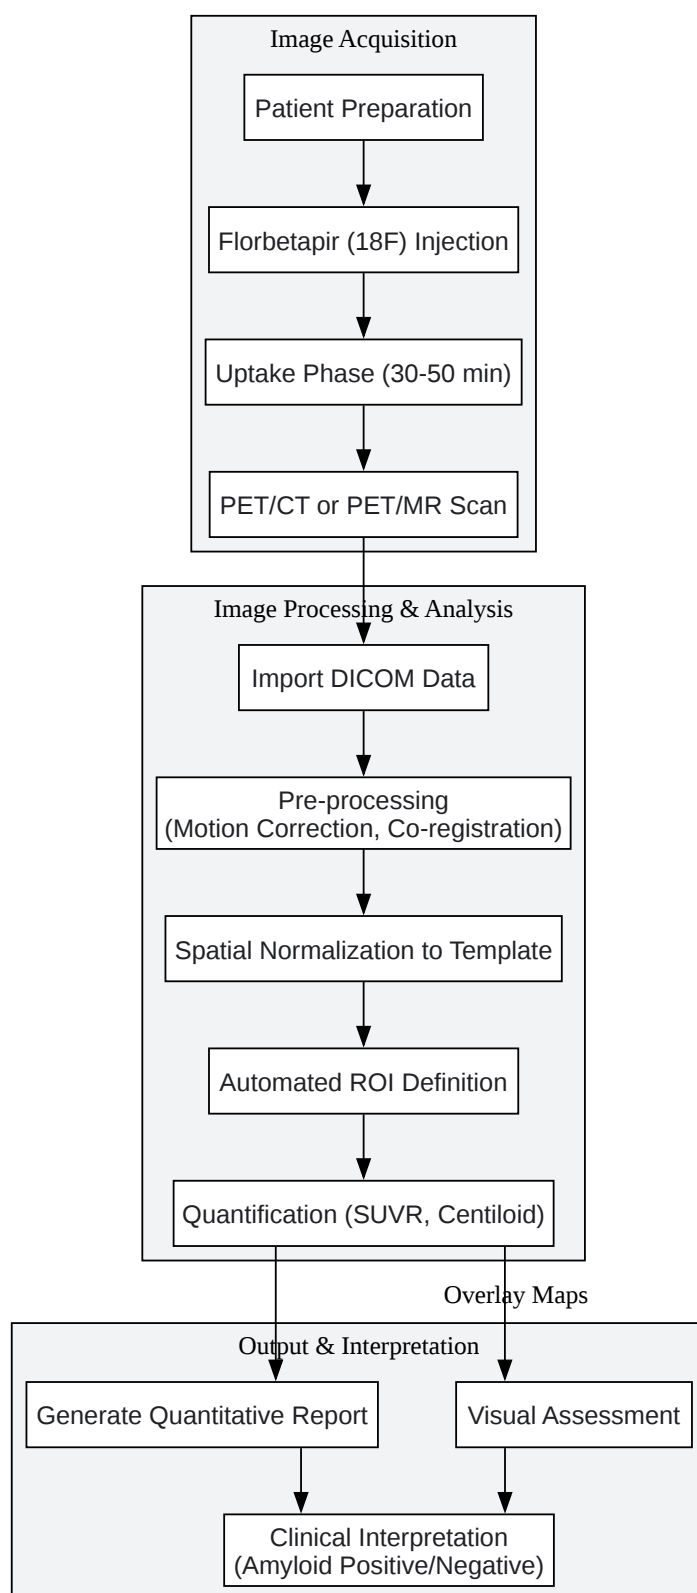 Image Acquisition
Patient Preparation
Florbetapir (18F) Injection
Uptake Phase (30-50 min)
PET/CT or PET/MR Scan
Image Processing & Analysis
Import DICOM Data
Pre-processing
(Motion Correction, Co-registration)
Spatial Normalization to Template
Automated ROI Definition
Quantification (SUVR, Centiloid)
Overlay Maps
Output & Interpretation
Generate Quantitative Report
Visual Assessment
Clinical Interpretation
(Amyloid Positive/Negative)